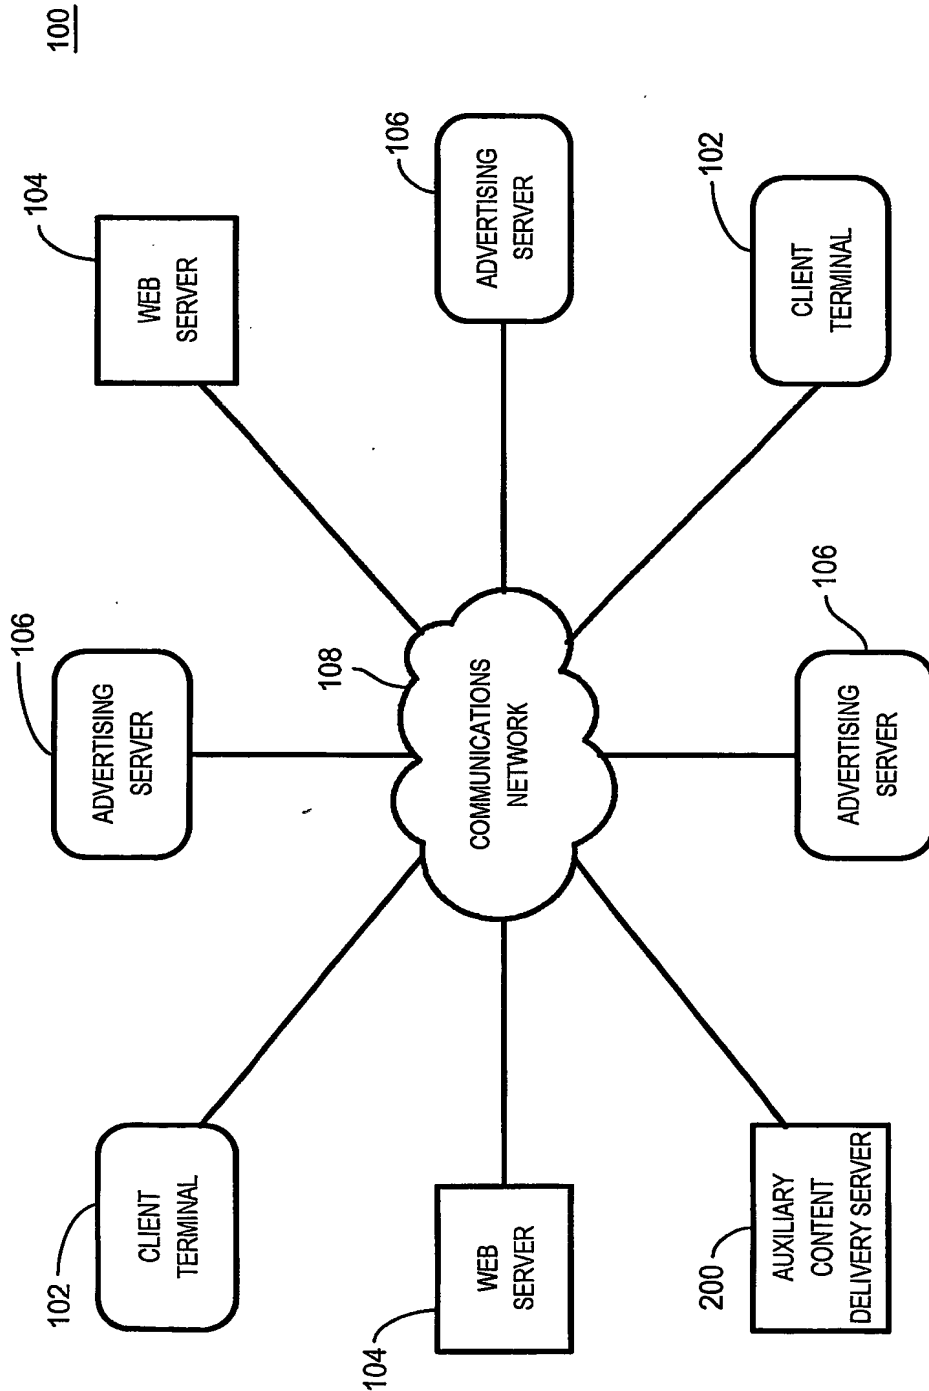 100
102
CLIENT
TERMINAL
106
ADVERTISING
SERVER
104
WEB
SERVER
104
WEB
SERVER
108
COMMUNICATIONS
NETWORK
106
ADVERTISING
SERVER
200
AUXILIARY
CONTENT
DELIVERY SERVER
106
ADVERTISING
SERVER
102
CLIENT
TERMINAL